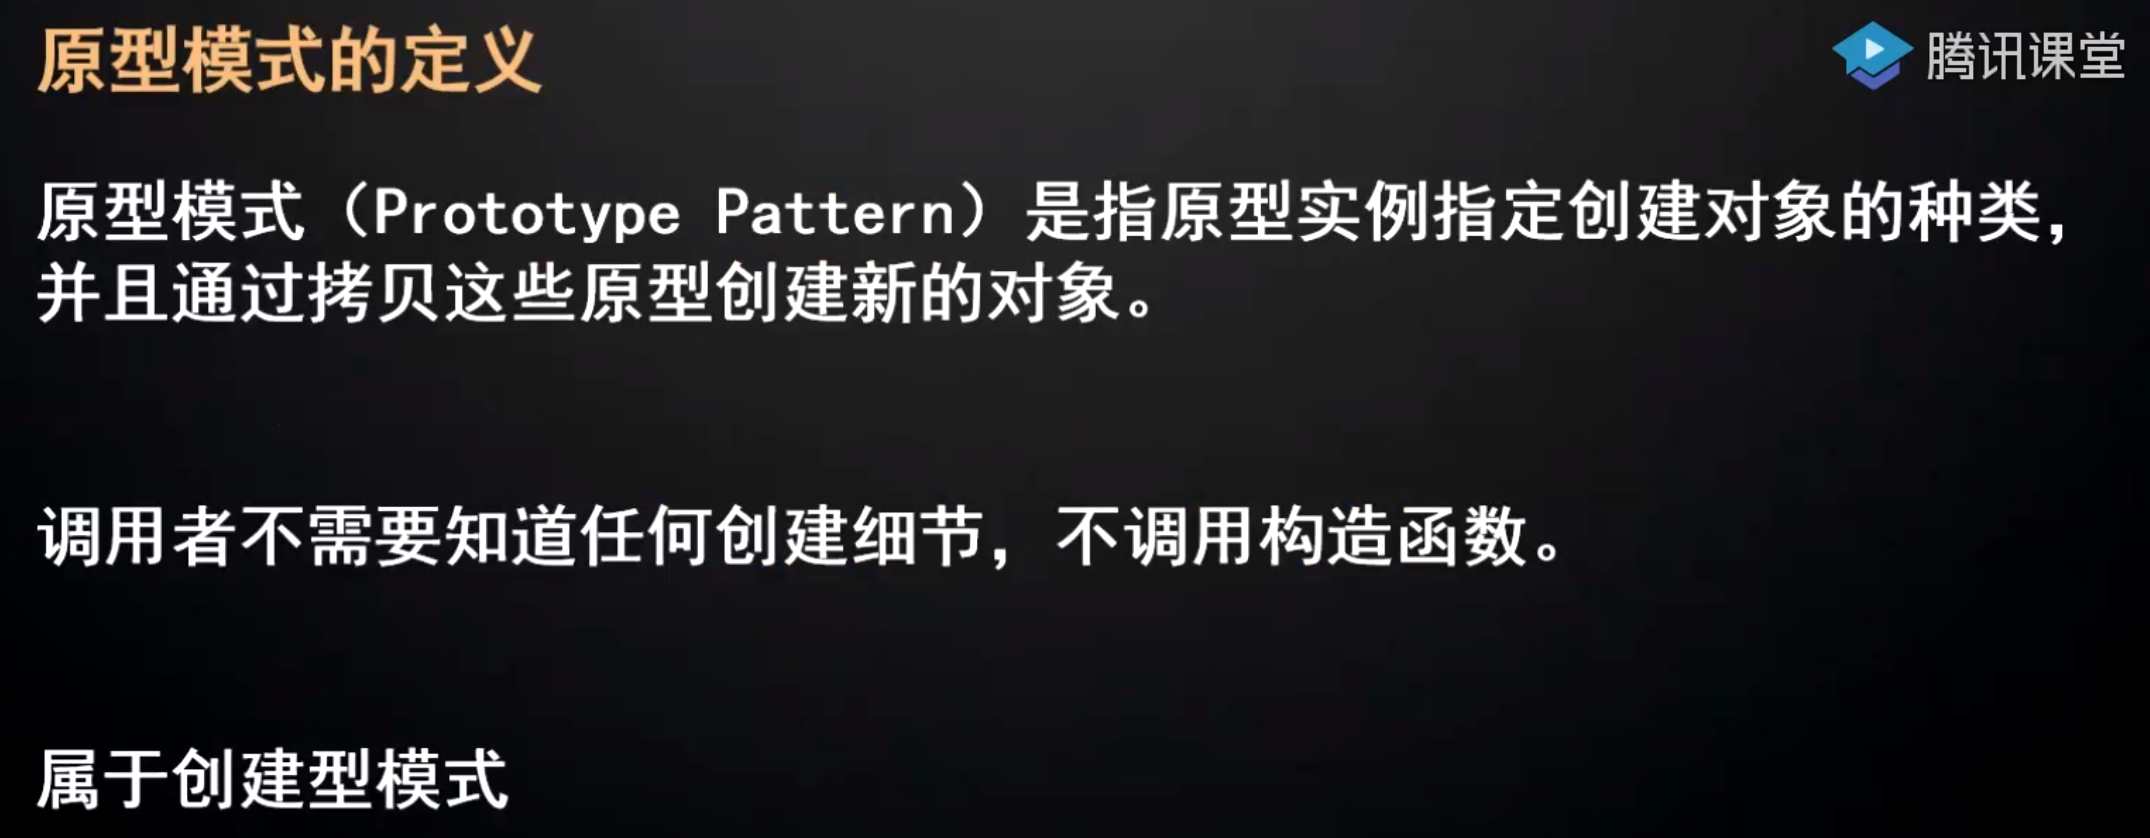 原型模式的定义
腾讯课堂
原型模式（Prototype Pattern）是指原型实例指定创建对象的种类，
并且通过拷贝这些原型创建新的对象。
调用者不需要知道任何创建细节，不调用构造函数。
属于创建型模式